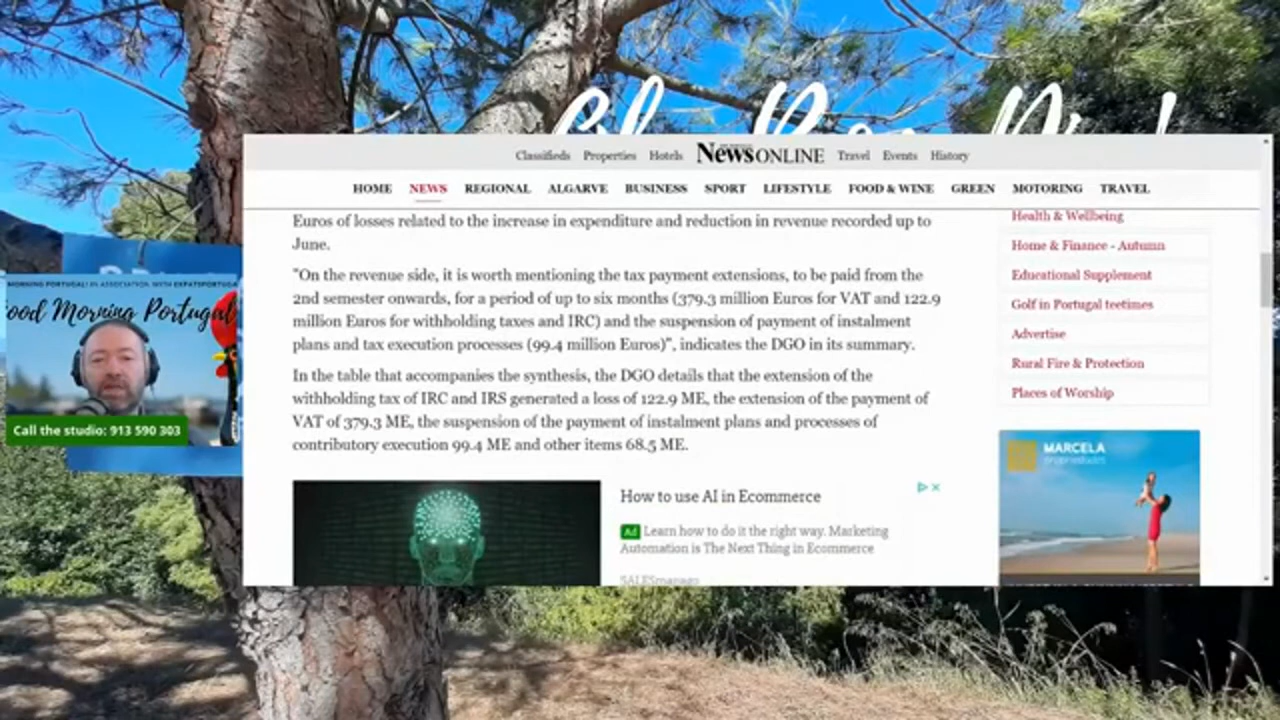 Classifieds Properties Hotels News ONLINE Travel Events History
HOME NEWS REGIONAL ALGARVE BUSINESS SPORT LIFESTYLE FOOD & WINE GREEN MOTORING TRAVEL
Euros of losses related to the increase in expenditure and reduction in revenue recorded up to
June.
"On the revenue side, it is worth mentioning the tax payment extensions, to be paid from the
2nd semester onwards, for a period of up to six months (379.3 million Euros for VAT and 122.9
million Euros for withholding taxes and IRC) and the suspension of payment of instalment
plans and tax execution processes (99.4 million Euros)", indicates the DGO in its summary.
In the table that accompanies the synthesis, the DGO details that the extension of the
withholding tax of IRC and IRS generated a loss of 122.9 ME, the extension of the payment of
VAT of 379.3 ME, the suspension of the payment of instalment plans and processes of
contributory execution 99.4 ME and other items 68.5 ME.
How to use AI in Ecommerce
Ad Learn how to do it the right way. Marketing
Automation is The Next Thing in Ecommerce
SALESmanago
Health & Wellbeing
Home & Finance - Autumn
Educational Supplement
Golf in Portugal teetimes
Advertise
Rural Fire & Protection
Places of Worship
MARCELA
propriedades
MORNING PORTUGAL! IN ASSOCIATION WITH EXPATSPORTUGA
ood Morning Portugal
Call the studio: 913 590 303